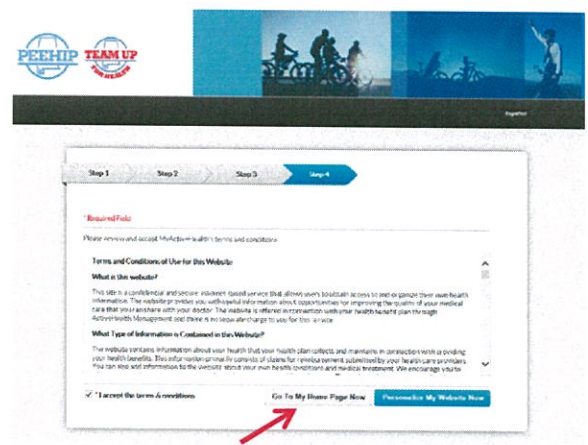 PEEHIP TEAM UP
FOR HEALTH
Step 1 Step 2 Step 3 Step 4
* Required Field
Please review and accept MyActiveHealth's terms and conditions
Terms and Conditions of Use for this Website
What is this website?
This site is a confidential and secure, internet-based service that allows users to obtain access to and organize their own health
information. The website provides you with helpful information about opportunities for improving the quality of your medical
care that you can share with your doctor. The website is offered in connection with your health benefit plan through
ActiveHealth Management and there is no separate charge to you for this service
What Type of Information is Contained in this Website?
The website contains information about your health that your health plan collects and maintains in connection with providing
your health benefits. This information primarily consists of claims for reimbursement submitted by your health care providers.
You can also add information to the website about your own health conditions and medical treatment. We encourage you to
* I accept the terms & conditions Go To My Home Page Now Personalize My Website Now